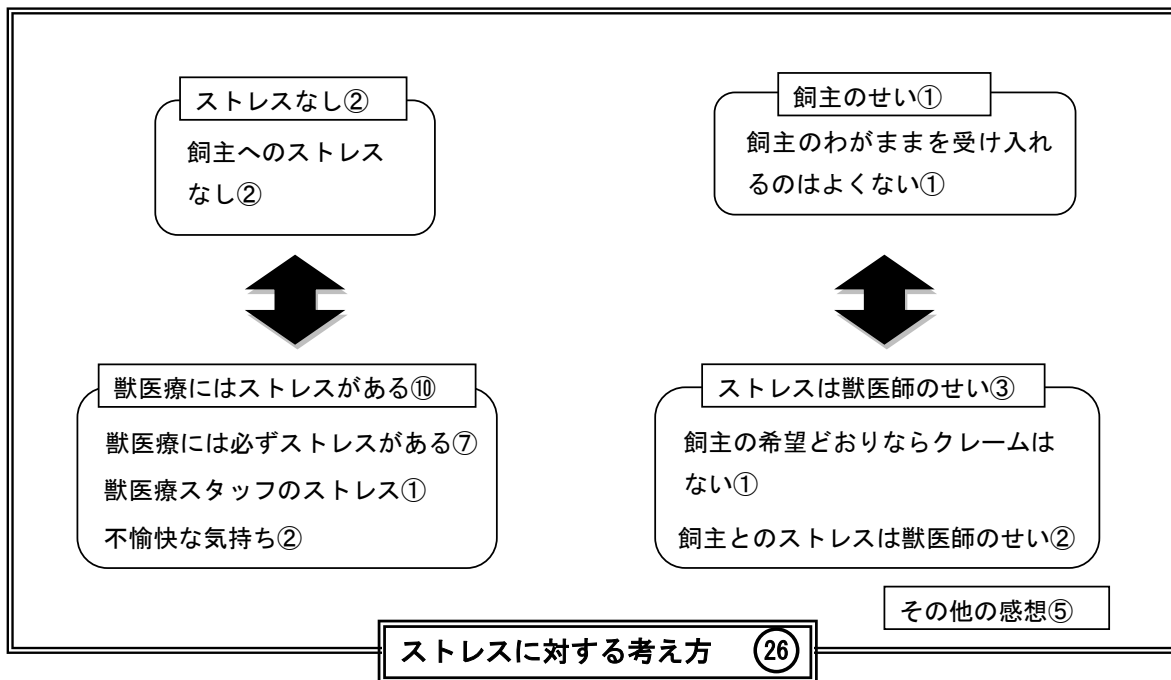 ストレスなし②
飼主へのストレス
なし②
飼主のせい①
飼主のわがままを受け入れ
るのはよくない①
獣医療にはストレスがある⑩
獣医療には必ずストレスがある⑦
獣医療スタッフのストレス①
不愉快な気持ち②
ストレスは獣医師のせい③
飼主の希望どおりならクレームは
ない①
飼主とのストレスは獣医師のせい②
その他の感想⑤
ストレスに対する考え方 ㉖